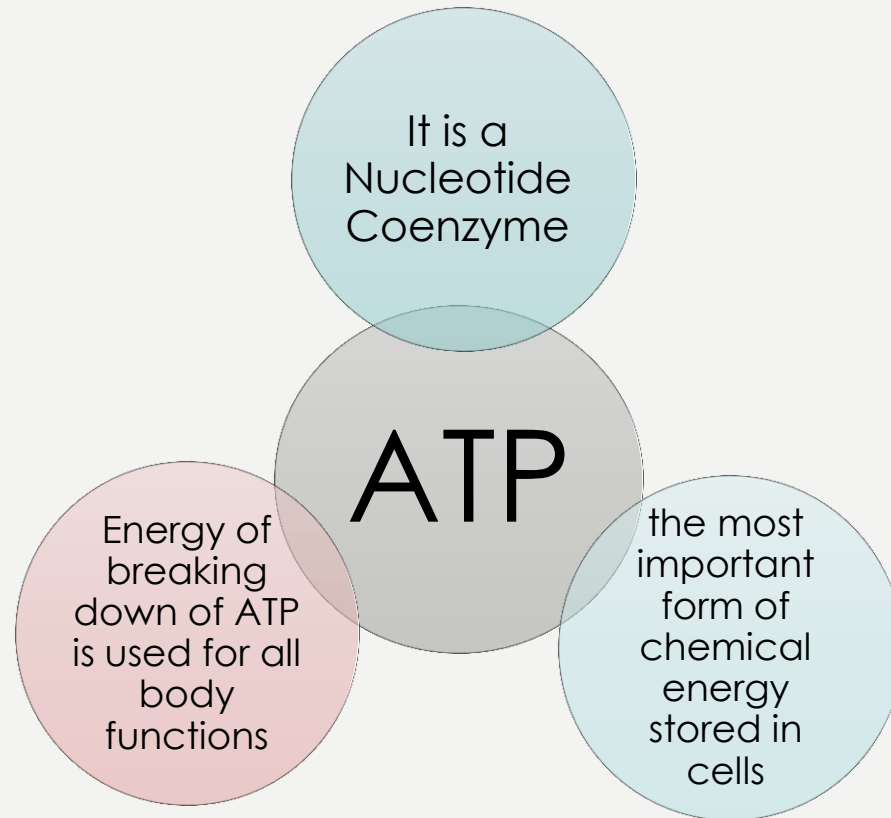 It is a
Nucleotide
Coenzyme
ATP
Energy of
breaking
down of ATP
is used for all
body
functions
the most
important
form of
chemical
energy
stored in
cells